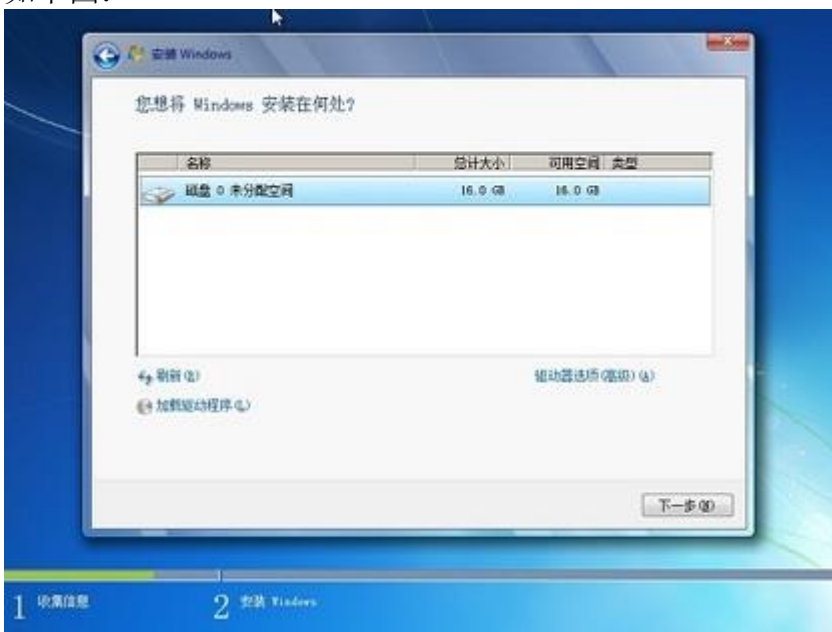 安装 Windows
您想将 Windows 安装在何处?
名称 总计大小 可用空间 类型
磁盘 0 未分配空间 16.0 GB 16.0 GB
刷新(R) 驱动器选项(高级)(A)
加载驱动程序(L)
下一步(N)
1 收集信息 2 安装 Windows